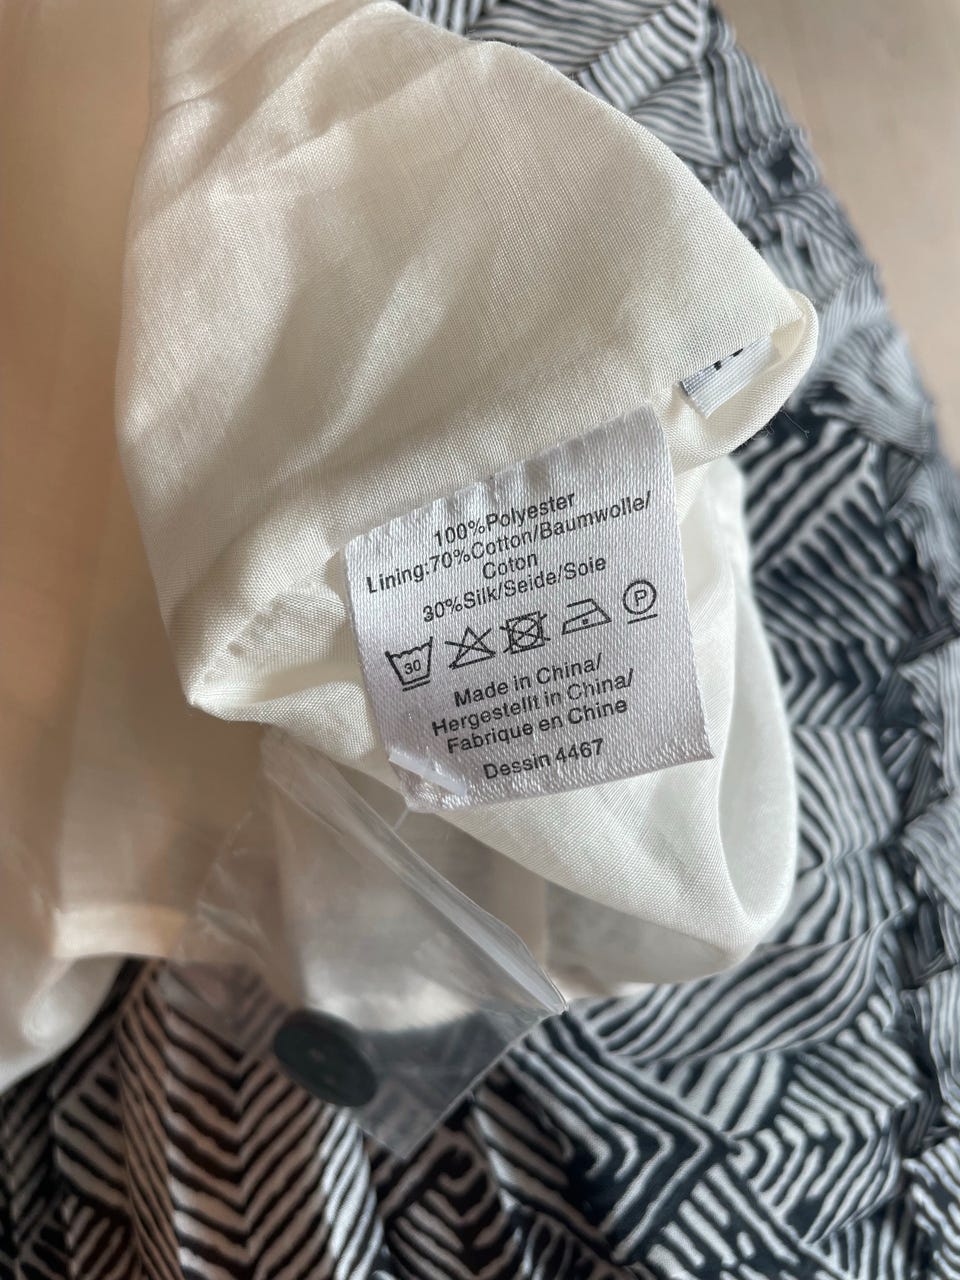 100%Polyester
Lining:70%Cotton/Baumwolle/
Coton
30%Silk/Seide/Soie
30 P
Made in China/
Hergestellt in China/
Fabrique en Chine
Dessin 4467